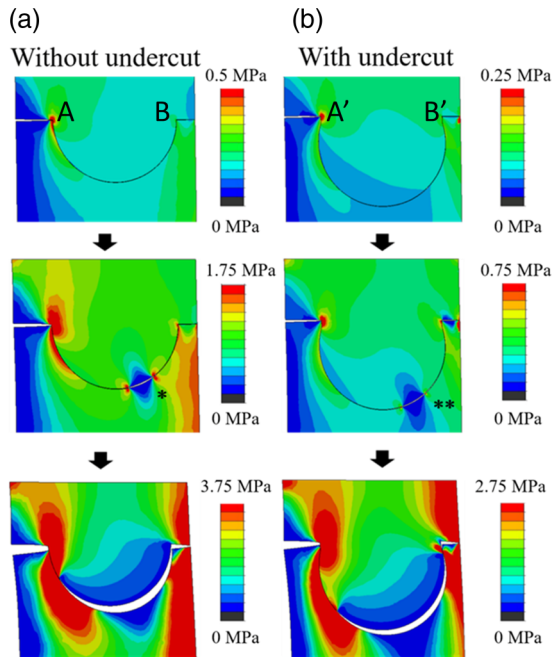 (a)
Without undercut
0.5 MPa
A
B
0 MPa
1.75 MPa
*
0 MPa
3.75 MPa
0 MPa
(b)
With undercut
0.25 MPa
A’
B’
0 MPa
0.75 MPa
**
0 MPa
2.75 MPa
0 MPa